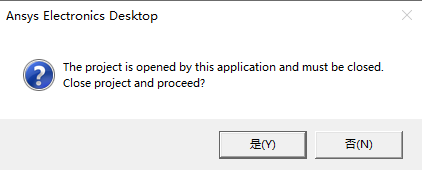 Ansys Electronics Desktop
The project is opened by this application and must be closed.
Close project and proceed?
是(Y)
否(N)